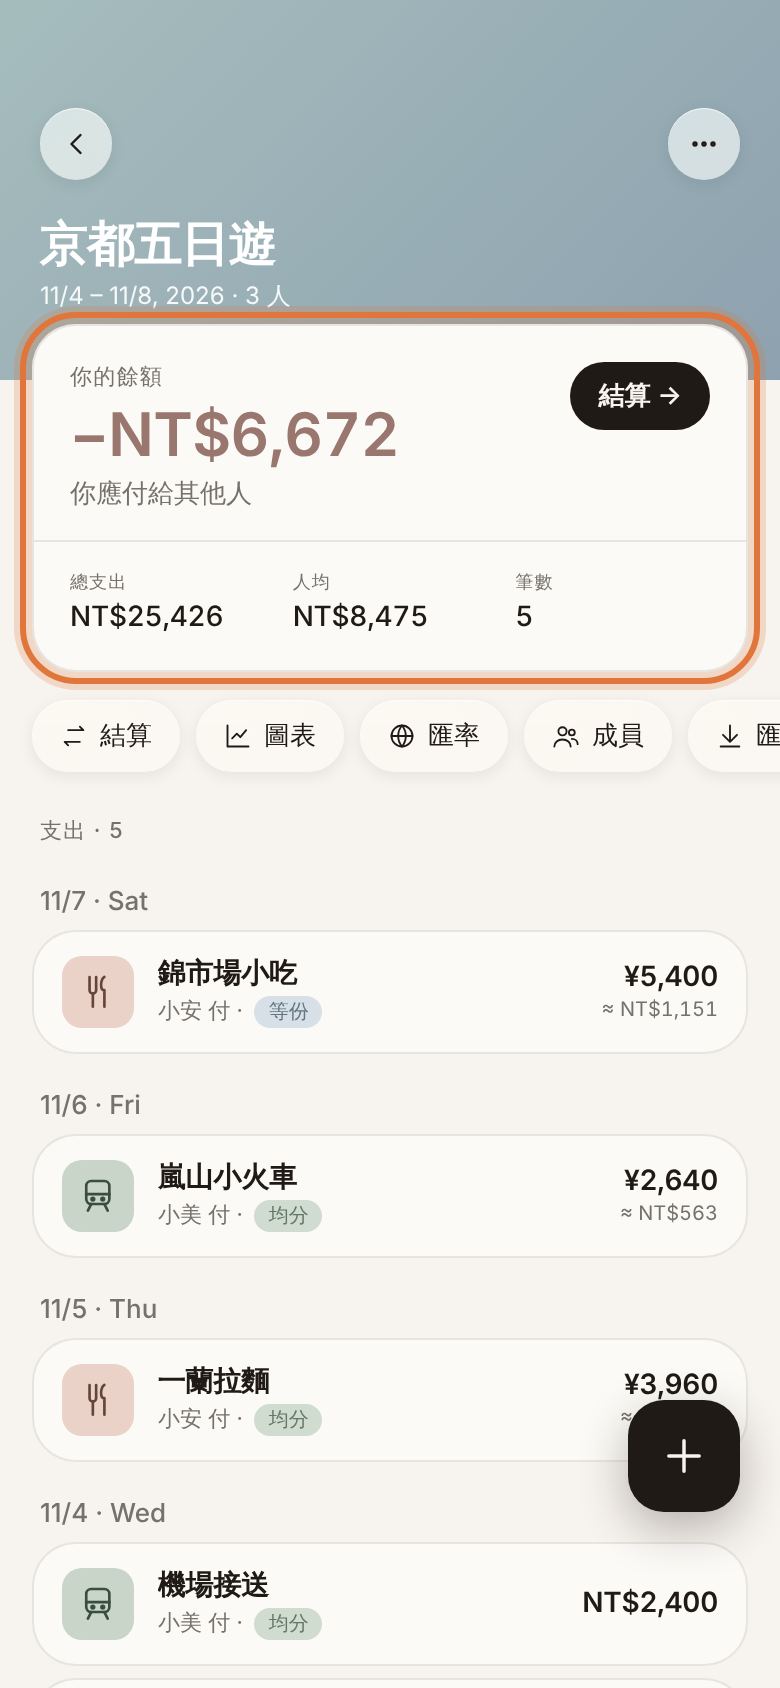 京都五日遊
11/4 – 11/8, 2026 · 3 人
你的餘額
–NT$6,672
你應付給其他人
結算 →
總支出 人均 筆數
NT$25,426 NT$8,475 5
結算 圖表 匯率 成員 匯
支出 · 5
11/7 · Sat
錦市場小吃 ¥5,400
小安 付 · 等份 ≈ NT$1,151
11/6 · Fri
嵐山小火車 ¥2,640
小美 付 · 均分 ≈ NT$563
11/5 · Thu
一蘭拉麵 ¥3,960
小安 付 · 均分 ≈
11/4 · Wed
機場接送 NT$2,400
小美 付 · 均分